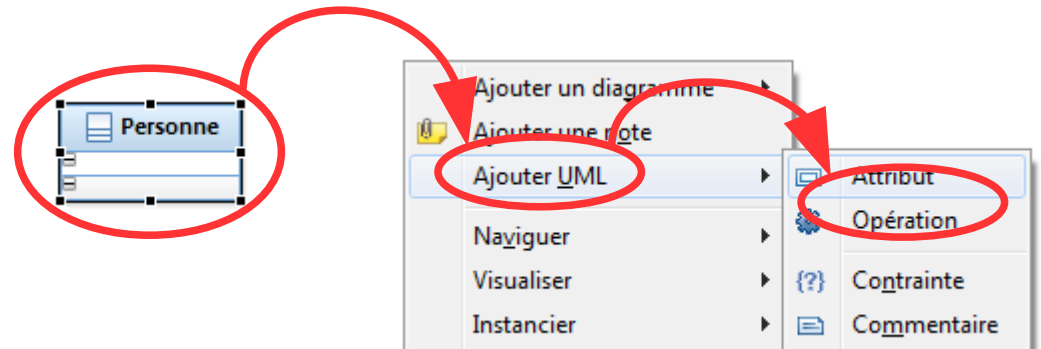 Personne
Ajouter un diagramme
Ajouter une note
Ajouter UML
Naviguer
Visualiser
Instancier
Attribut
Opération
{?} Contrainte
Commentaire